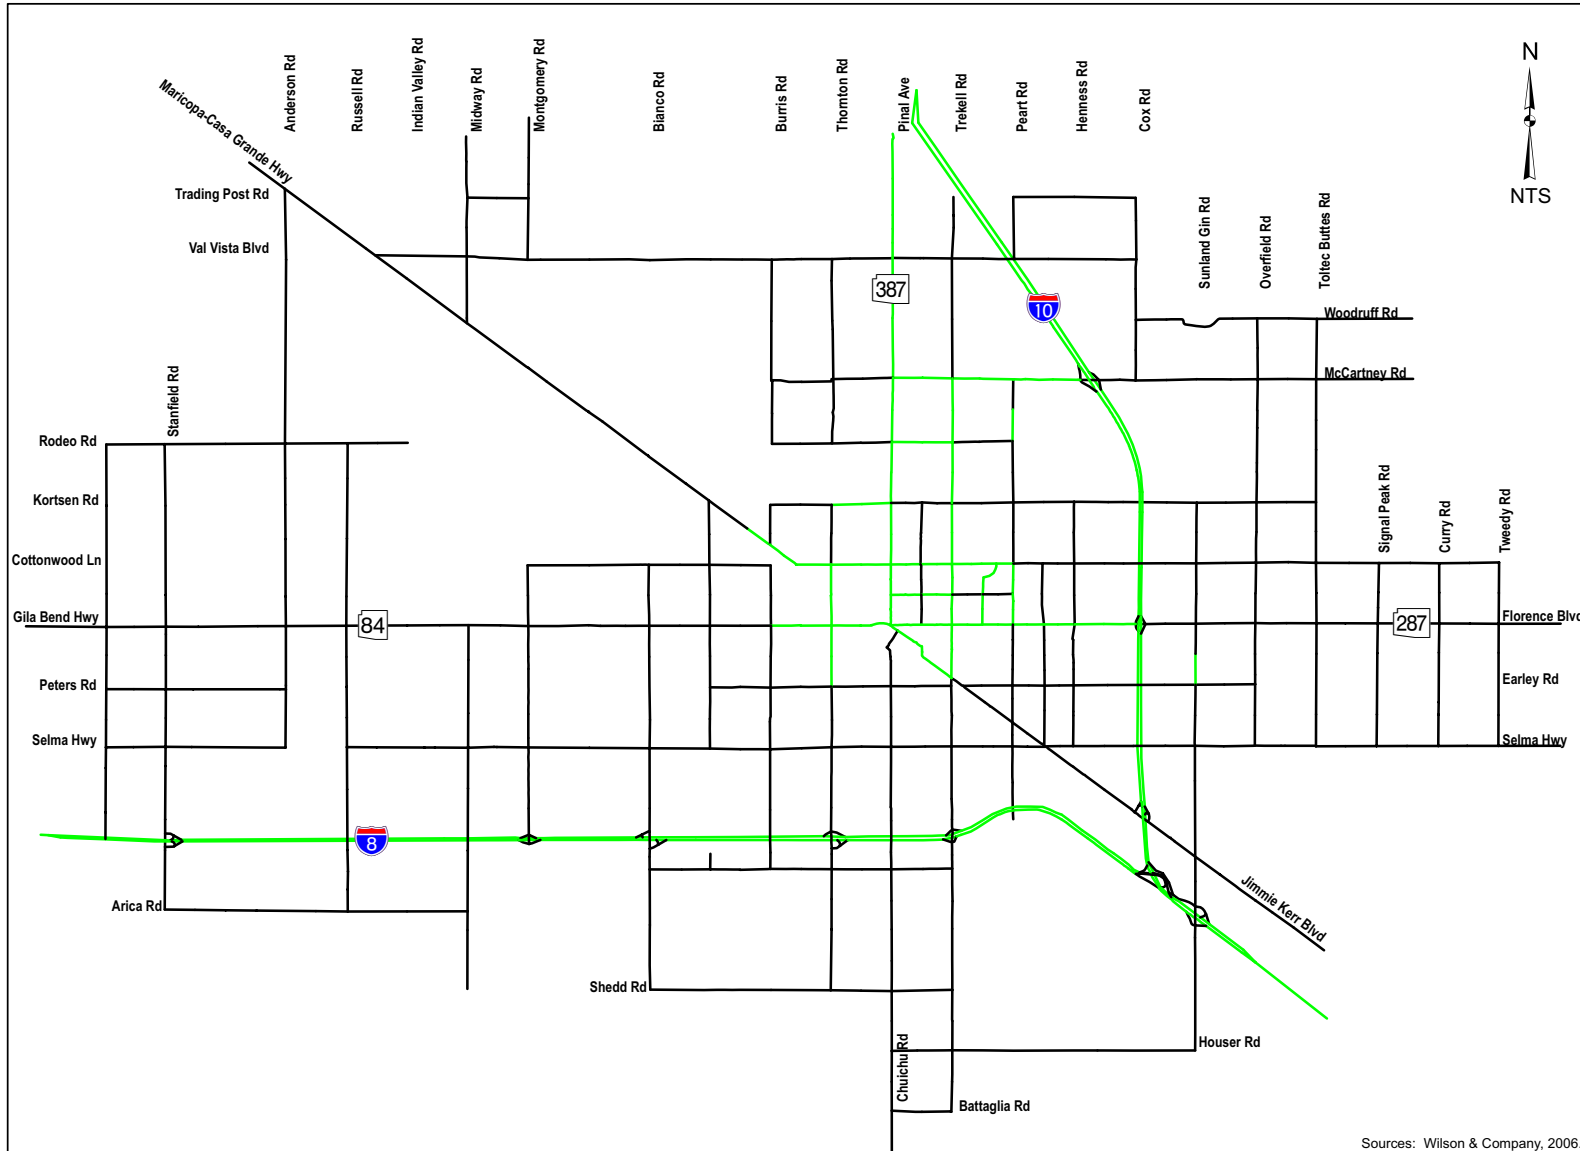 N
NTS
Anderson Rd
Russell Rd
Indian Valley Rd
Midway Rd
Montgomery Rd
Bianco Rd
Burris Rd
Thornton Rd
Pinal Ave
Trekell Rd
Peart Rd
Henness Rd
Cox Rd
Maricopa-Casa Grande Hwy
Trading Post Rd
Val Vista Blvd
Sunland Gin Rd
Overfield Rd
Toltec Buttes Rd
387
10
Woodruff Rd
McCartney Rd
Stanfield Rd
Rodeo Rd
Kortsen Rd
Signal Peak Rd
Curry Rd
Tweedy Rd
Cottonwood Ln
Gila Bend Hwy
84
287
Florence Blvd
Peters Rd
Earley Rd
Selma Hwy
Selma Hwy
8
Arica Rd
Jimmie Kerr Blvd
Shedd Rd
Chuichu Rd
Houser Rd
Battaglia Rd
Sources: Wilson & Company, 2006.